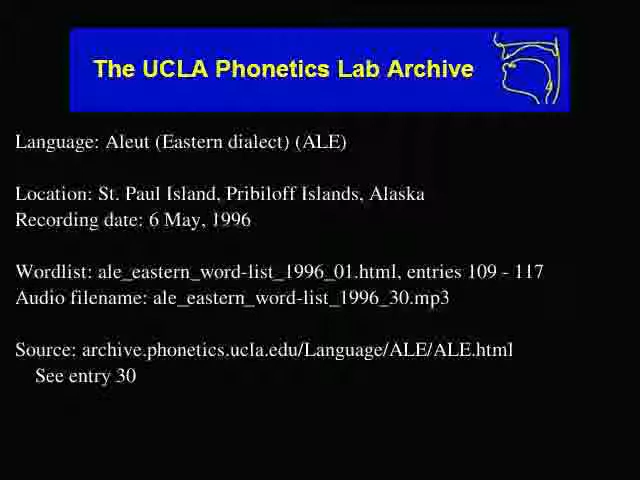 The UCLA Phonetics Lab Archive
Language: Aleut (Eastern dialect) (ALE)
Location: St. Paul Island, Pribiloff Islands, Alaska
Recording date: 6 May, 1996
Wordlist: ale_eastern_word-list_1996_01.html, entries 109 - 117
Audio filename: ale_eastern_word-list_1996_30.mp3
Source: archive.phonetics.ucla.edu/Language/ALE/ALE.html
See entry 30